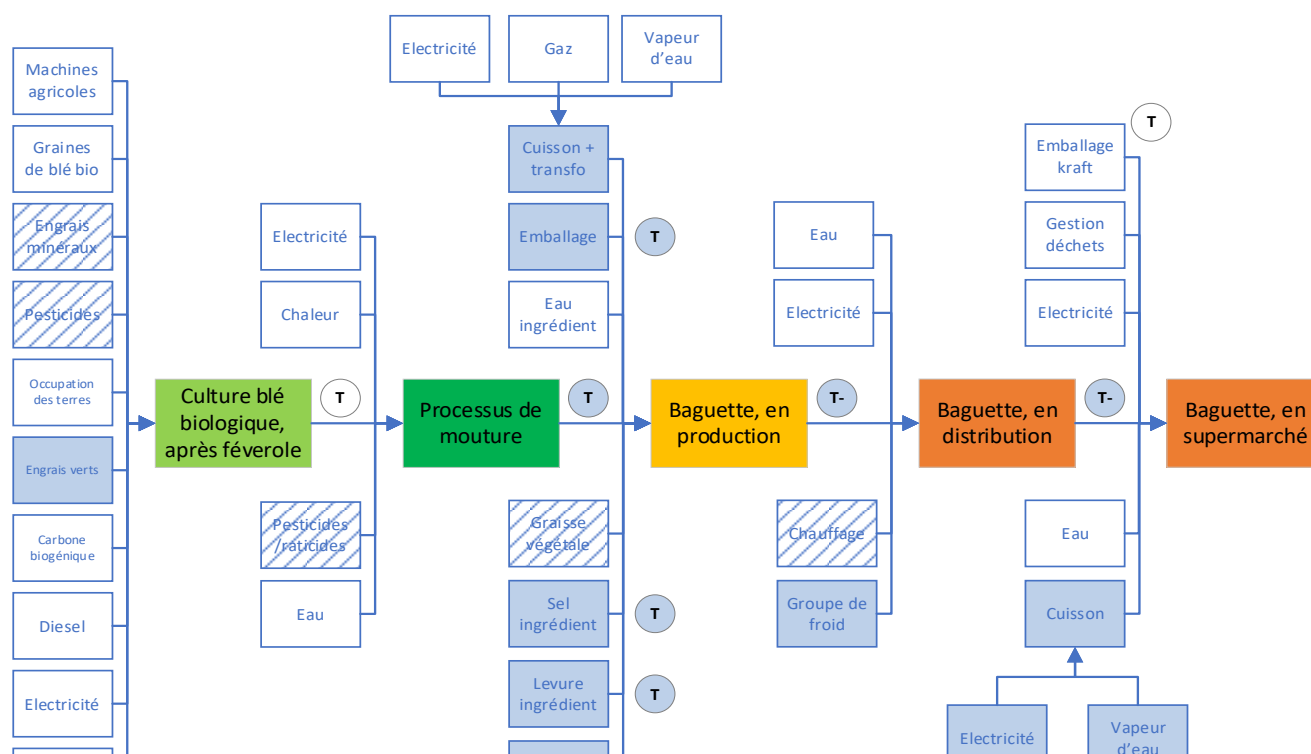 Electricité
Gaz
Vapeur
d’eau
Machines
agricoles
Graines
de blé bio
Engrais
minéraux
Pesticides
Occupation
des terres
Engrais verts
Carbone
biogénique
Diesel
Electricité
Culture blé
biologique,
après féverole
T
Electricité
Chaleur
Pesticides
/raticides
Eau
Processus de
mouture
T
Cuisson +
transfo
Emballage
T
Eau
ingrédient
Graisse
végétale
Sel
ingrédient
T
Levure
ingrédient
T
Baguette, en
production
T-
Eau
Electricité
Chauffage
Groupe de
froid
Baguette, en
distribution
T-
Emballage
kraft
T
Gestion
déchets
Electricité
Eau
Cuisson
Electricité
Vapeur
d’eau
Baguette, en
supermarché